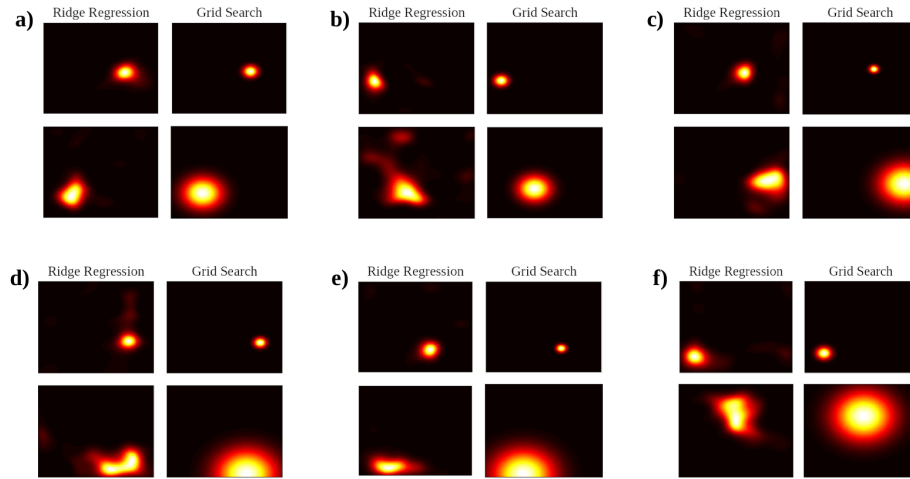 a) Ridge Regression Grid Search
b) Ridge Regression Grid Search
c) Ridge Regression Grid Search
d) Ridge Regression Grid Search
e) Ridge Regression Grid Search
f) Ridge Regression Grid Search